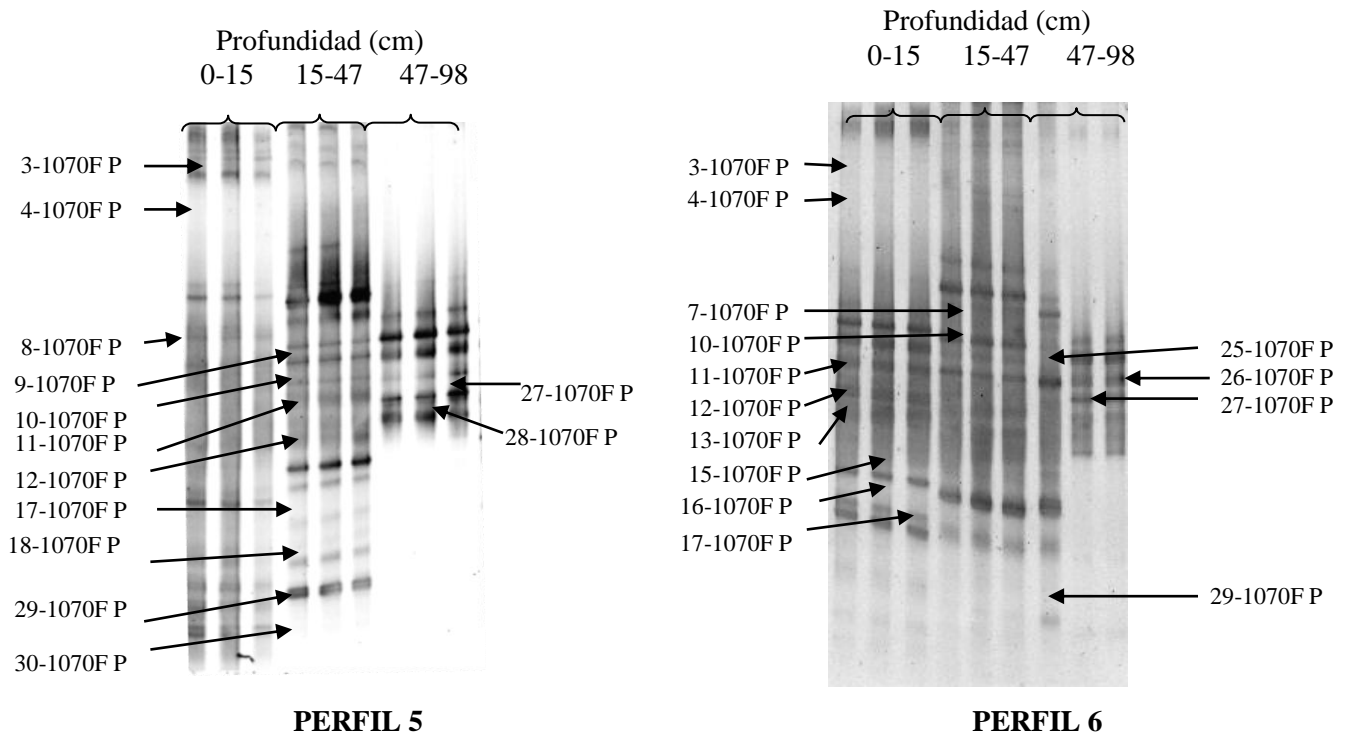 Profundidad (cm)
0-15 15-47 47-98
3-1070F P
4-1070F P
8-1070F P
9-1070F P
10-1070F P
11-1070F P
12-1070F P
17-1070F P
18-1070F P
29-1070F P
30-1070F P
27-1070F P
28-1070F P
PERFIL 5
Profundidad (cm)
0-15 15-47 47-98
3-1070F P
4-1070F P
7-1070F P
10-1070F P
11-1070F P
12-1070F P
13-1070F P
15-1070F P
16-1070F P
17-1070F P
25-1070F P
26-1070F P
27-1070F P
29-1070F P
PERFIL 6